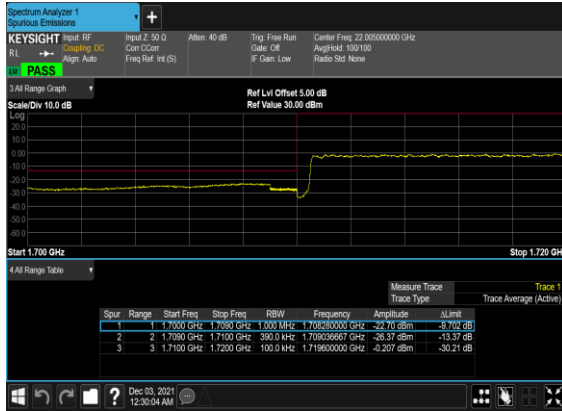 Spectrum Analyzer 1
Spurious Emissions
+
KEYSIGHT Input: RF
RL Coupling: DC
Align: Auto
Input Z: 50 Ω
Corr CCorr
Freq Ref: Int (S)
Atten: 40 dB
Trig: Free Run
Gate: Off
IF Gain: Low
Center Freq: 22.005000000 GHz
Avg|Hold: 100/100
Radio Std: None
PASS
3 All Range Graph
Ref Lvl Offset 5.00 dB
Scale/Div 10.0 dB
Ref Value 30.00 dBm
Log
20.0
10.0
0.00
-10.0
-20.0
-30.0
-40.0
-50.0
-60.0
Start 1.700 GHz
Stop 1.720 GH
4 All Range Table
Measure Trace Trace 1
Trace Type Trace Average (Active)
Spur Range Start Freq Stop Freq RBW Frequency Amplitude ΔLimit
1 1 1.7000 GHz 1.7090 GHz 1.000 MHz 1.708280000 GHz -22.70 dBm -9.702 dB
2 2 1.7090 GHz 1.7100 GHz 390.0 kHz 1.709036667 GHz -26.37 dBm -13.37 dB
3 3 1.7100 GHz 1.7200 GHz 100.0 kHz 1.719600000 GHz -0.207 dBm -30.21 dB
?
Dec 03, 2021
12:30:04 AM